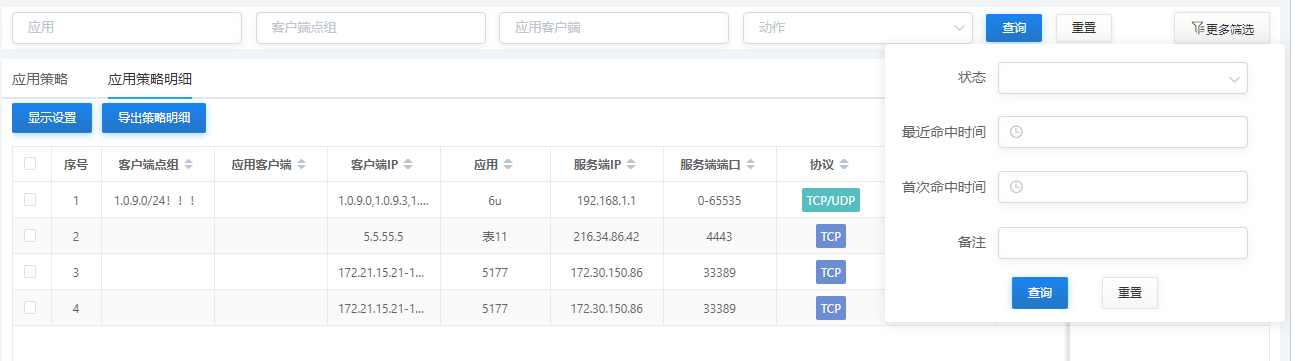 应用 客户端点组 应用客户端 动作 查询 重置 更多筛选
应用策略 应用策略明细
显示设置 导出策略明细
序号 客户端点组 应用客户端 客户端IP 应用 服务端IP 服务端端口 协议
1 1.0.9.0/24！！！ 1.0.9.0,1.0.9.3,1.... 6u 192.168.1.1 0-65535 TCP/UDP
2 5.5.55.5 表11 216.34.86.42 4443 TCP
3 172.21.15.21-1... 5177 172.30.150.86 33389 TCP
4 172.21.15.21-1... 5177 172.30.150.86 33389 TCP
状态
最近命中时间
首次命中时间
备注
查询 重置